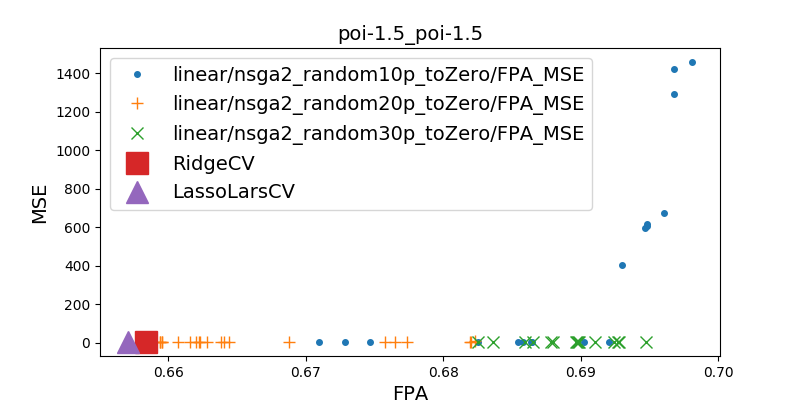 poi-1.5_poi-1.5
linear/nsga2_random10p_toZero/FPA_MSE
linear/nsga2_random20p_toZero/FPA_MSE
linear/nsga2_random30p_toZero/FPA_MSE
RidgeCV
LassoLarsCV
MSE
1400
1200
1000
800
600
400
200
0
0.66 0.67 0.68 0.69 0.70
FPA